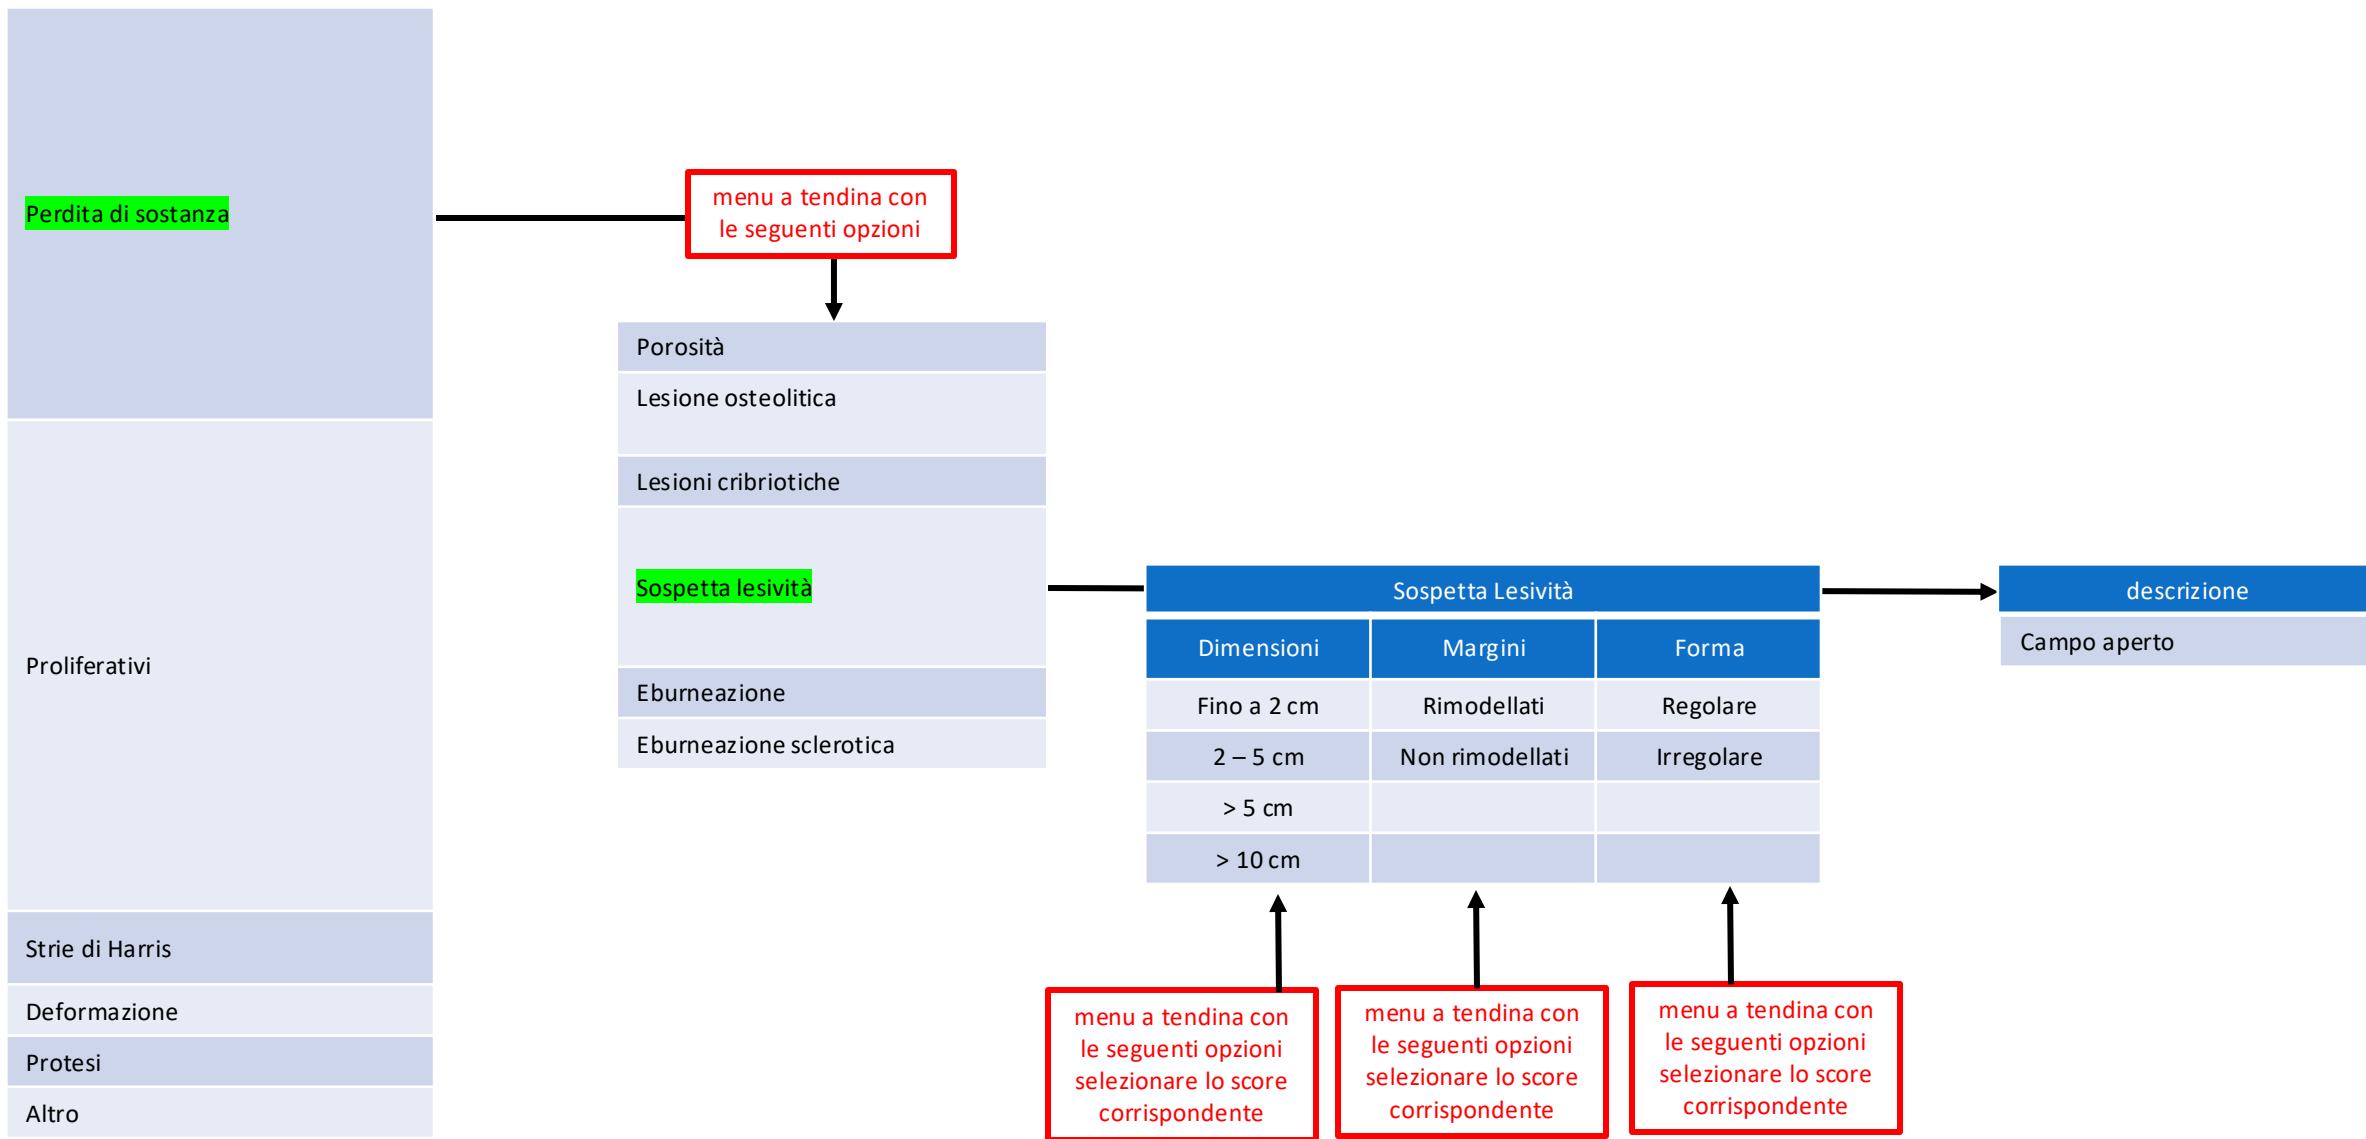 Perdita di sostanza
Proliferativi
Strie di Harris
Deformazione
Protesi
Altro
menu a tendina con
le seguenti opzioni
Porosità
Lesione osteolitica
Lesioni cribriotiche
Sospetta lesività
Eburneazione
Eburneazione sclerotica
Sospetta Lesività
Dimensioni Margini Forma
Fino a 2 cm Rimodellati Regolare
2 – 5 cm Non rimodellati Irregolare
> 5 cm
> 10 cm
menu a tendina con
le seguenti opzioni
selezionare lo score
corrispondente
menu a tendina con
le seguenti opzioni
selezionare lo score
corrispondente
menu a tendina con
le seguenti opzioni
selezionare lo score
corrispondente
descrizione
Campo aperto